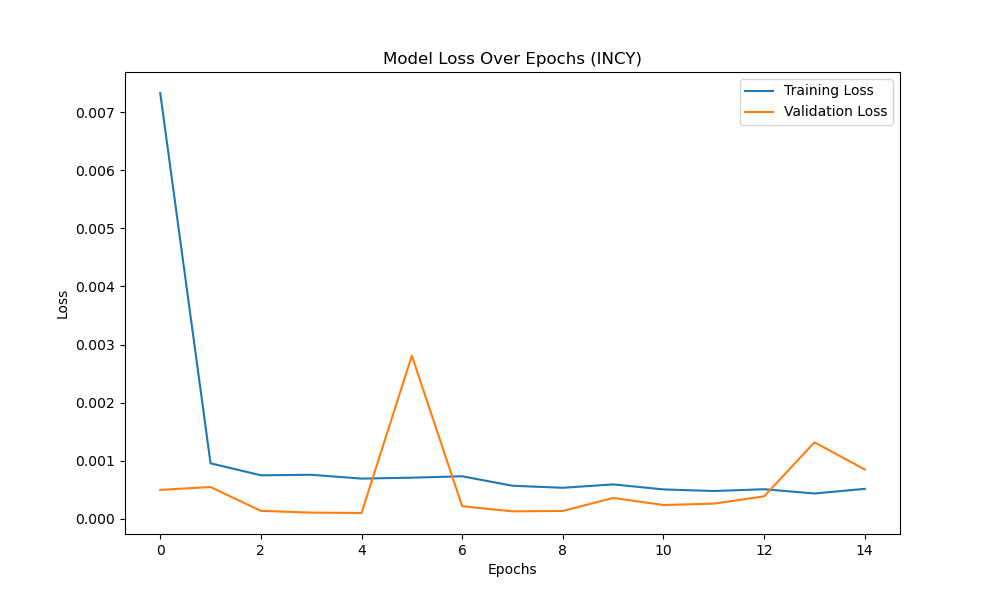 Model Loss Over Epochs (INCY)
Training Loss
Validation Loss
0.007
0.006
0.005
0.004
0.003
0.002
0.001
0.000
Loss
0 2 4 6 8 10 12 14
Epochs